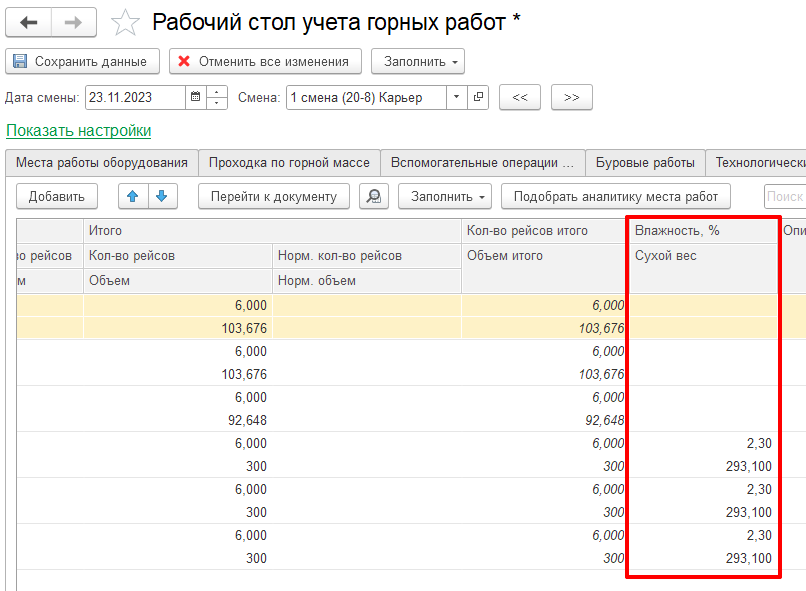 Рабочий стол учета горных работ *
Сохранить данные Отменить все изменения Заполнить
Дата смены: 23.11.2023 Смена: 1 смена (20-8) Карьер << >>
Показать настройки
Места работы оборудования Проходка по горной массе Вспомогательные операции ... Буровые работы Технологически
Добавить Перейти к документу Заполнить Подобрать аналитику места работ Поиск
Итого Кол-во рейсов итого Влажность, % Опи
во рейсов Кол-во рейсов Норм. кол-во рейсов Объем итого Сухой вес
м Объем Норм. объем
6,000 6,000
103,676 103,676
6,000 6,000
103,676 103,676
6,000 6,000
92,648 92,648
6,000 6,000 2,30
300 300 293,100
6,000 6,000 2,30
300 300 293,100
6,000 6,000 2,30
300 300 293,100